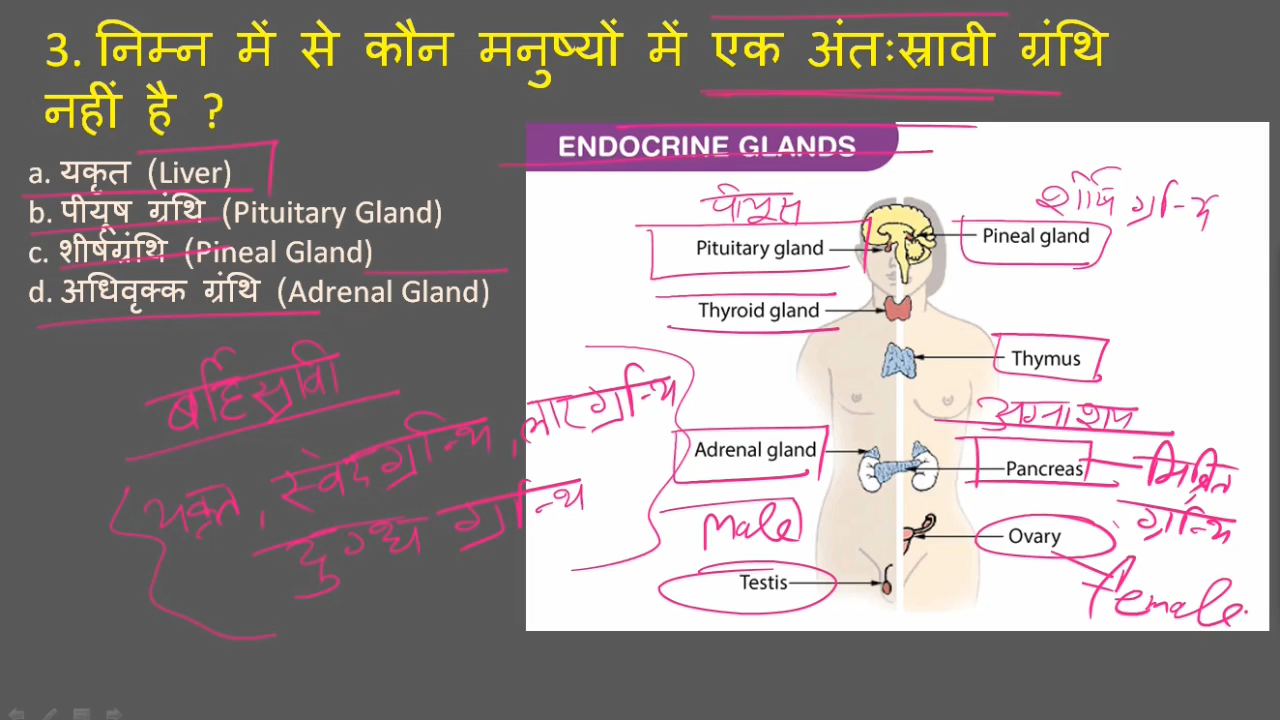 3. निम्न में से कौन मनुष्यों में एक अंतःस्रावी ग्रंथि
नहीं है ?
a. यकृत (Liver)
b. पीयूष ग्रंथि (Pituitary Gland)
c. शीर्षग्रंथि (Pineal Gland)
d. अधिवृक्क ग्रंथि (Adrenal Gland)
बर्हिस्रावी
यकृत, स्वेदग्रन्थि, लारग्रन्थि
दुग्ध ग्रन्थि
ENDOCRINE GLANDS
पीयूस
शीर्ष ग्रन्थि
Pituitary gland
Pineal gland
Thyroid gland
Thymus
अग्नाशय
Adrenal gland
Pancreas
मिश्रित
ग्रन्थि
male
Ovary
Testis
female